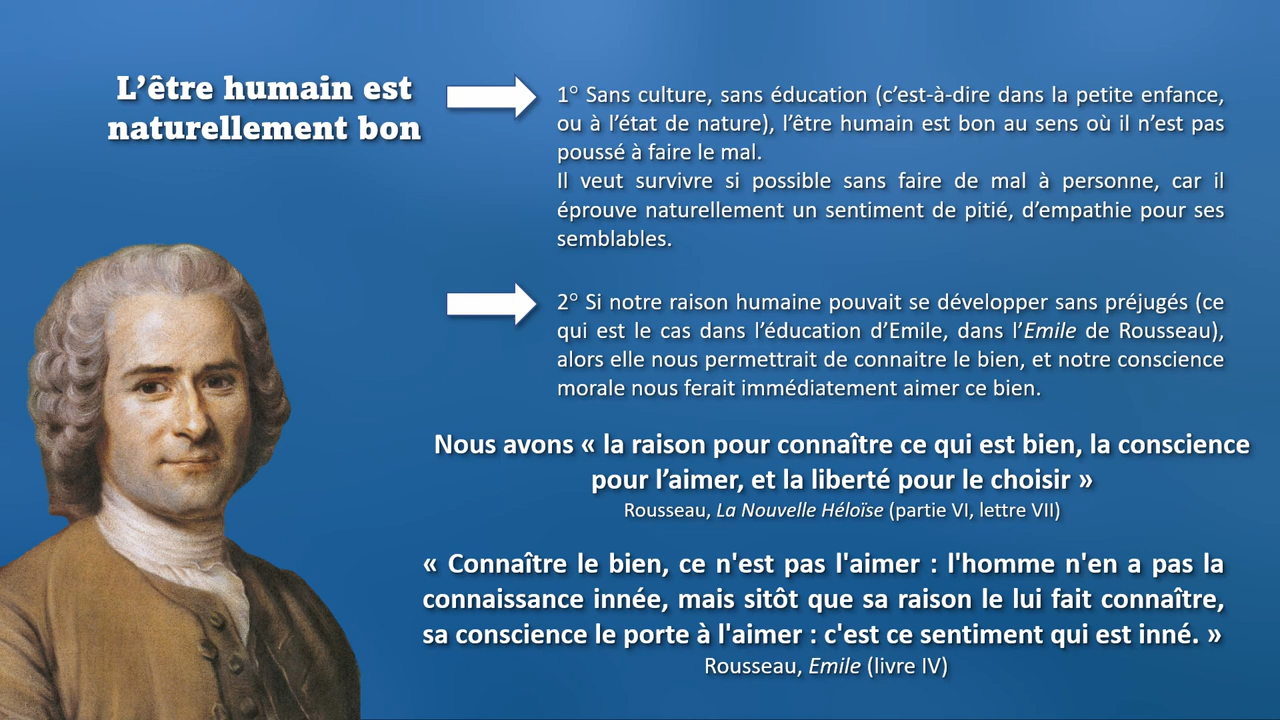 L’être humain est
naturellement bon
1° Sans culture, sans éducation (c’est-à-dire dans la petite enfance,
ou à l’état de nature), l’être humain est bon au sens où il n’est pas
poussé à faire le mal.
Il veut survivre si possible sans faire de mal à personne, car il
éprouve naturellement un sentiment de pitié, d’empathie pour ses
semblables.
2° Si notre raison humaine pouvait se développer sans préjugés (ce
qui est le cas dans l’éducation d’Emile, dans l’Emile de Rousseau),
alors elle nous permettrait de connaitre le bien, et notre conscience
morale nous ferait immédiatement aimer ce bien.
Nous avons « la raison pour connaître ce qui est bien, la conscience
pour l’aimer, et la liberté pour le choisir »
Rousseau, La Nouvelle Héloïse (partie VI, lettre VII)
« Connaître le bien, ce n'est pas l'aimer : l'homme n'en a pas la
connaissance innée, mais sitôt que sa raison le lui fait connaître,
sa conscience le porte à l'aimer : c'est ce sentiment qui est inné. »
Rousseau, Emile (livre IV)